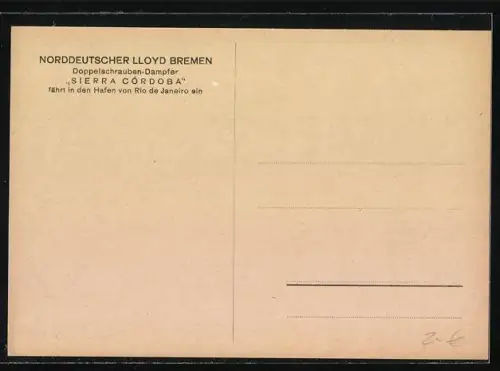 NORDDEUTSCHER LLOYD BREMEN
Doppelschrauben-Dampfer
„SIERRA CÓRDOBA“
fährt in den Hafen von Rio de Janeiro ein